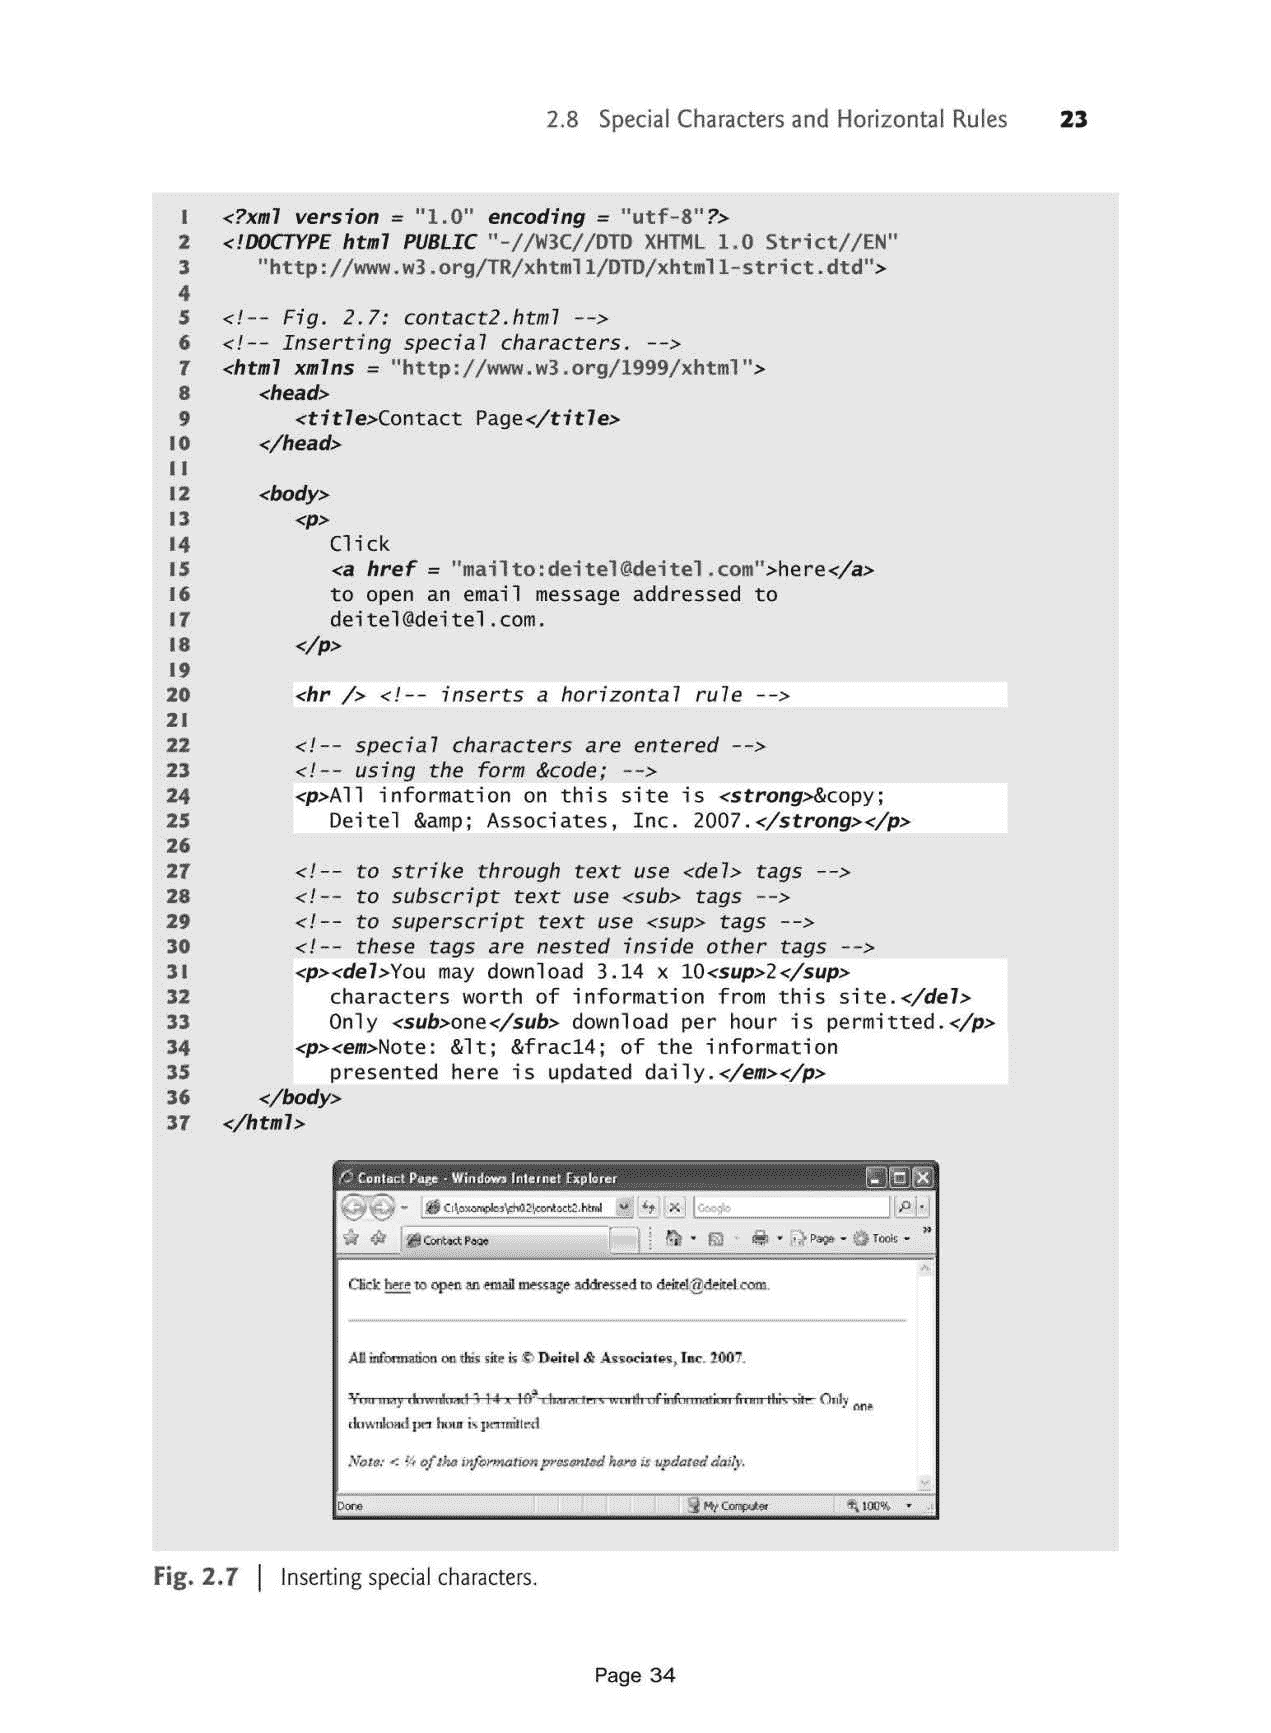 2.8 Special Characters and Horizontal Rules 23
1 <?xml version = "1.0" encoding = "utf-8"?>
2 <!DOCTYPE html PUBLIC "-//W3C//DTD XHTML 1.0 Strict//EN"
3 "http://www.w3.org/TR/xhtml1/DTD/xhtml1-strict.dtd">
4
5 <!-- Fig. 2.7: contact2.html -->
6 <!-- Inserting special characters. -->
7 <html xmlns = "http://www.w3.org/1999/xhtml">
8 <head>
9 <title>Contact Page</title>
10 </head>
11
12 <body>
13 <p>
14 Click
15 <a href = "mailto:deitel@deitel.com">here</a>
16 to open an email message addressed to
17 deitel@deitel.com.
18 </p>
19
20 <hr /> <!-- inserts a horizontal rule -->
21
22 <!-- special characters are entered -->
23 <!-- using the form &code; -->
24 <p>All information on this site is <strong>&copy;
25 Deitel &amp; Associates, Inc. 2007.</strong></p>
26
27 <!-- to strike through text use <del> tags -->
28 <!-- to subscript text use <sub> tags -->
29 <!-- to superscript text use <sup> tags -->
30 <!-- these tags are nested inside other tags -->
31 <p><del>You may download 3.14 x 10<sup>2</sup>
32 characters worth of information from this site.</del>
33 Only <sub>one</sub> download per hour is permitted.</p>
34 <p><em>Note: &lt; &frac14; of the information
35 presented here is updated daily.</em></p>
36 </body>
37 </html>
Contact Page - Windows Internet Explorer
C:\examples\ch02\contact2.html Google
Contact Page Page Tools »
Click here to open an email message addressed to deitel@deitel.com.
All information on this site is © Deitel & Associates, Inc. 2007.
You may download 3.14 x 10² characters worth of information from this site. Only one
download per hour is permitted.
Note: < ¼ of the information presented here is updated daily.
Done My Computer 100%
Fig. 2.7 | Inserting special characters.
Page 34